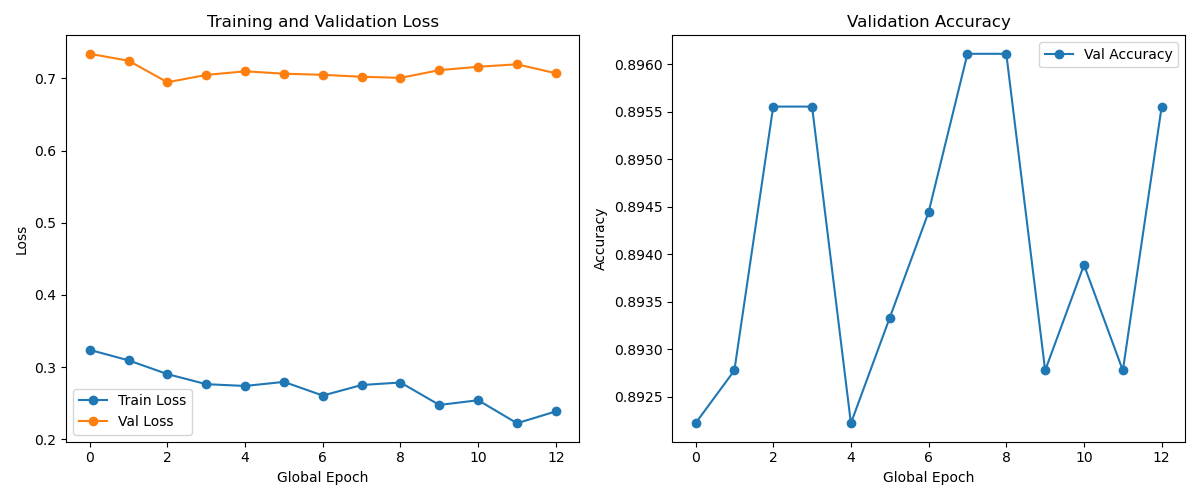 Training and Validation Loss
0.7
0.6
0.5
0.4
0.3
0.2
Loss
Train Loss
Val Loss
0 2 4 6 8 10 12
Global Epoch
Validation Accuracy
Val Accuracy
0.8960
0.8955
0.8950
0.8945
0.8940
0.8935
0.8930
0.8925
Accuracy
0 2 4 6 8 10 12
Global Epoch